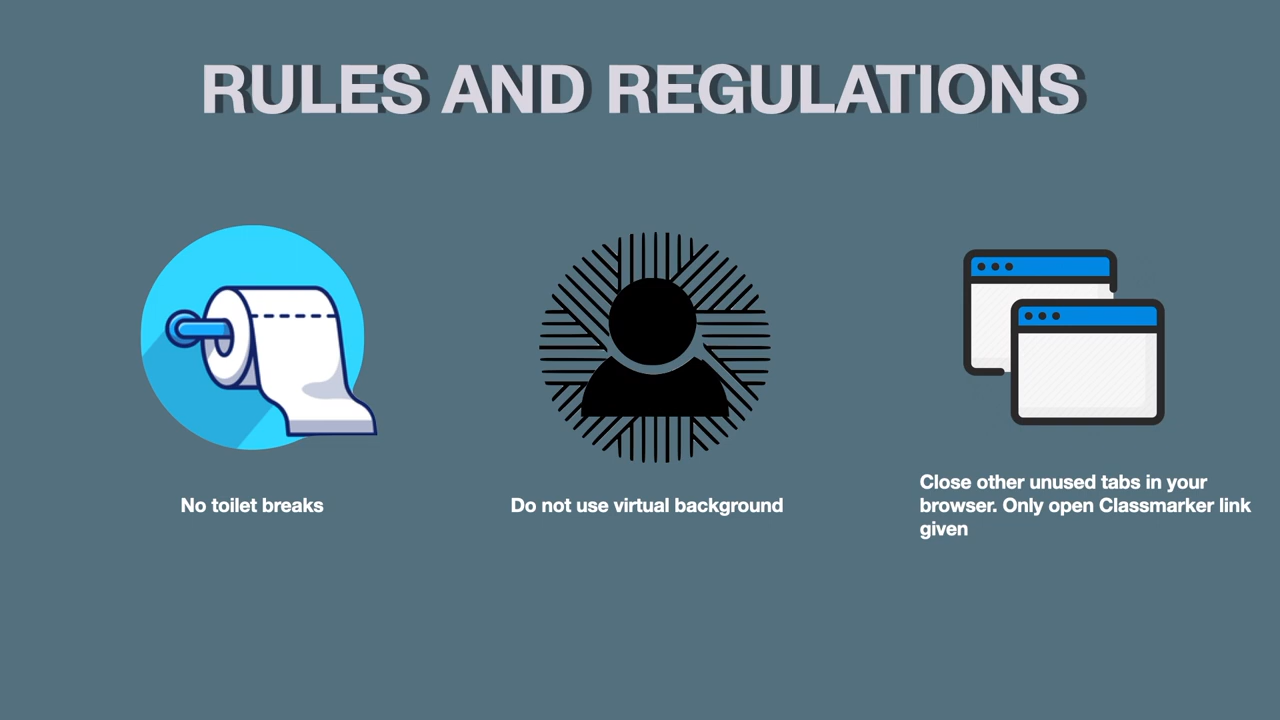 RULES AND REGULATIONS
No toilet breaks
Do not use virtual background
Close other unused tabs in your
browser. Only open Classmarker link
given